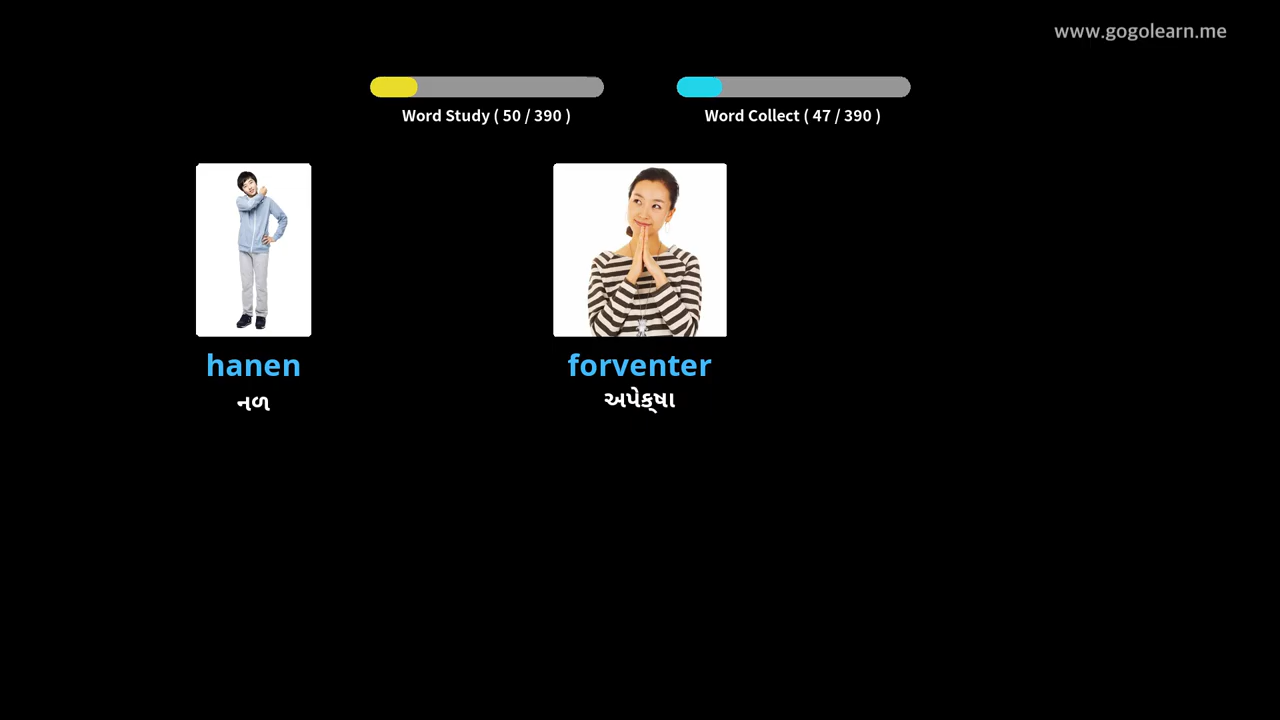 www.gogolearn.me
Word Study ( 50 / 390 )
Word Collect ( 47 / 390 )
hanen
નળ
forventer
અપેક્ષા